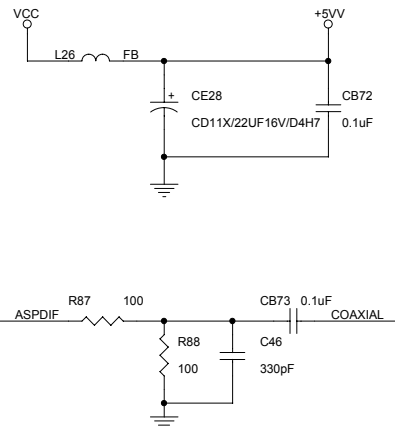 VCC +5VV
L26 FB
+ CE28 CB72
CD11X/22UF16V/D4H7 0.1uF
R87 100 CB73 0.1uF
ASPDIF COAXIAL
R88 C46
100 330pF